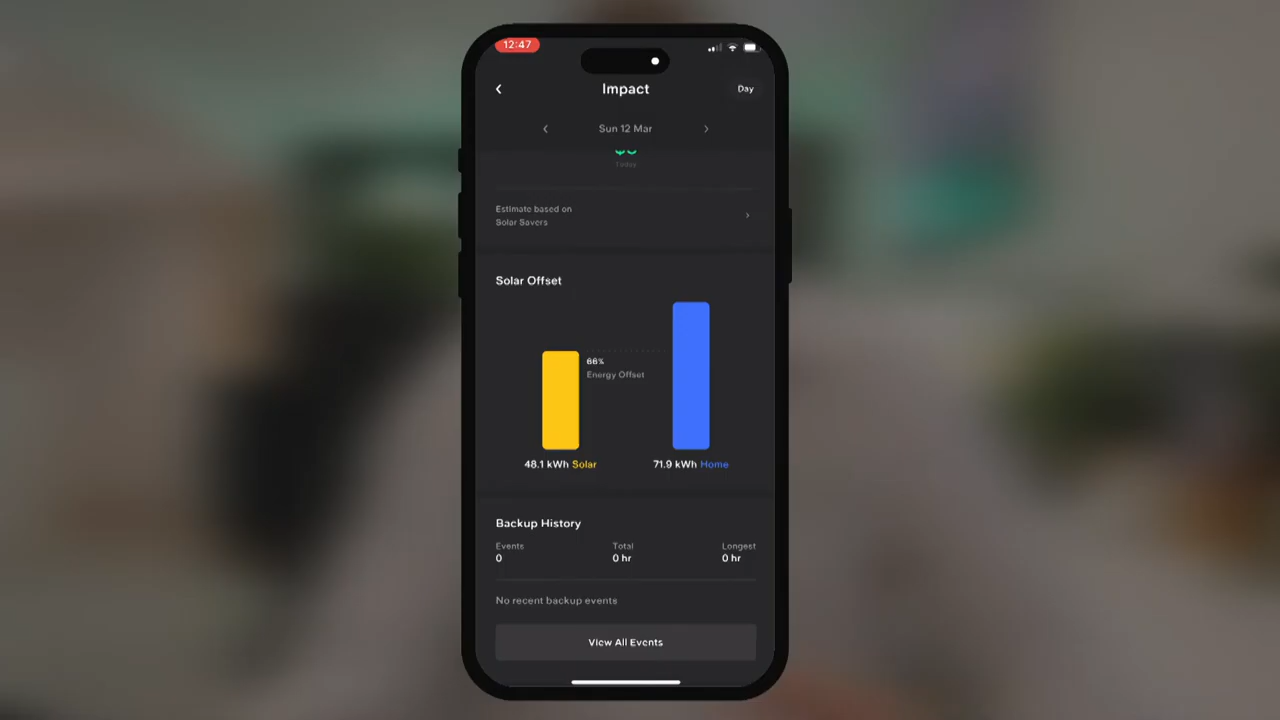 12:47
Impact
Day
Sun 12 Mar
Today
Estimate based on
Solar Savers
Solar Offset
66%
Energy Offset
48.1 kWh Solar
71.9 kWh Home
Backup History
Events
Total
Longest
0
0 hr
0 hr
No recent backup events
View All Events